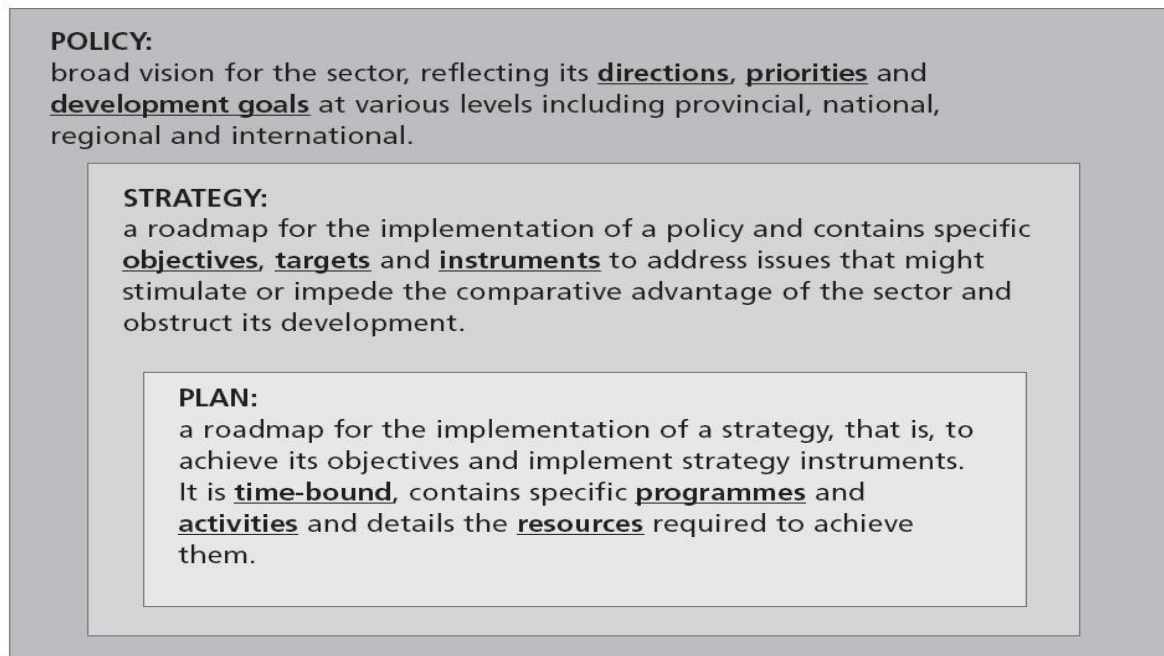 POLICY:
broad vision for the sector, reflecting its directions, priorities and
development goals at various levels including provincial, national,
regional and international.
STRATEGY:
a roadmap for the implementation of a policy and contains specific
objectives, targets and instruments to address issues that might
stimulate or impede the comparative advantage of the sector and
obstruct its development.
PLAN:
a roadmap for the implementation of a strategy, that is, to
achieve its objectives and implement strategy instruments.
It is time-bound, contains specific programmes and
activities and details the resources required to achieve
them.